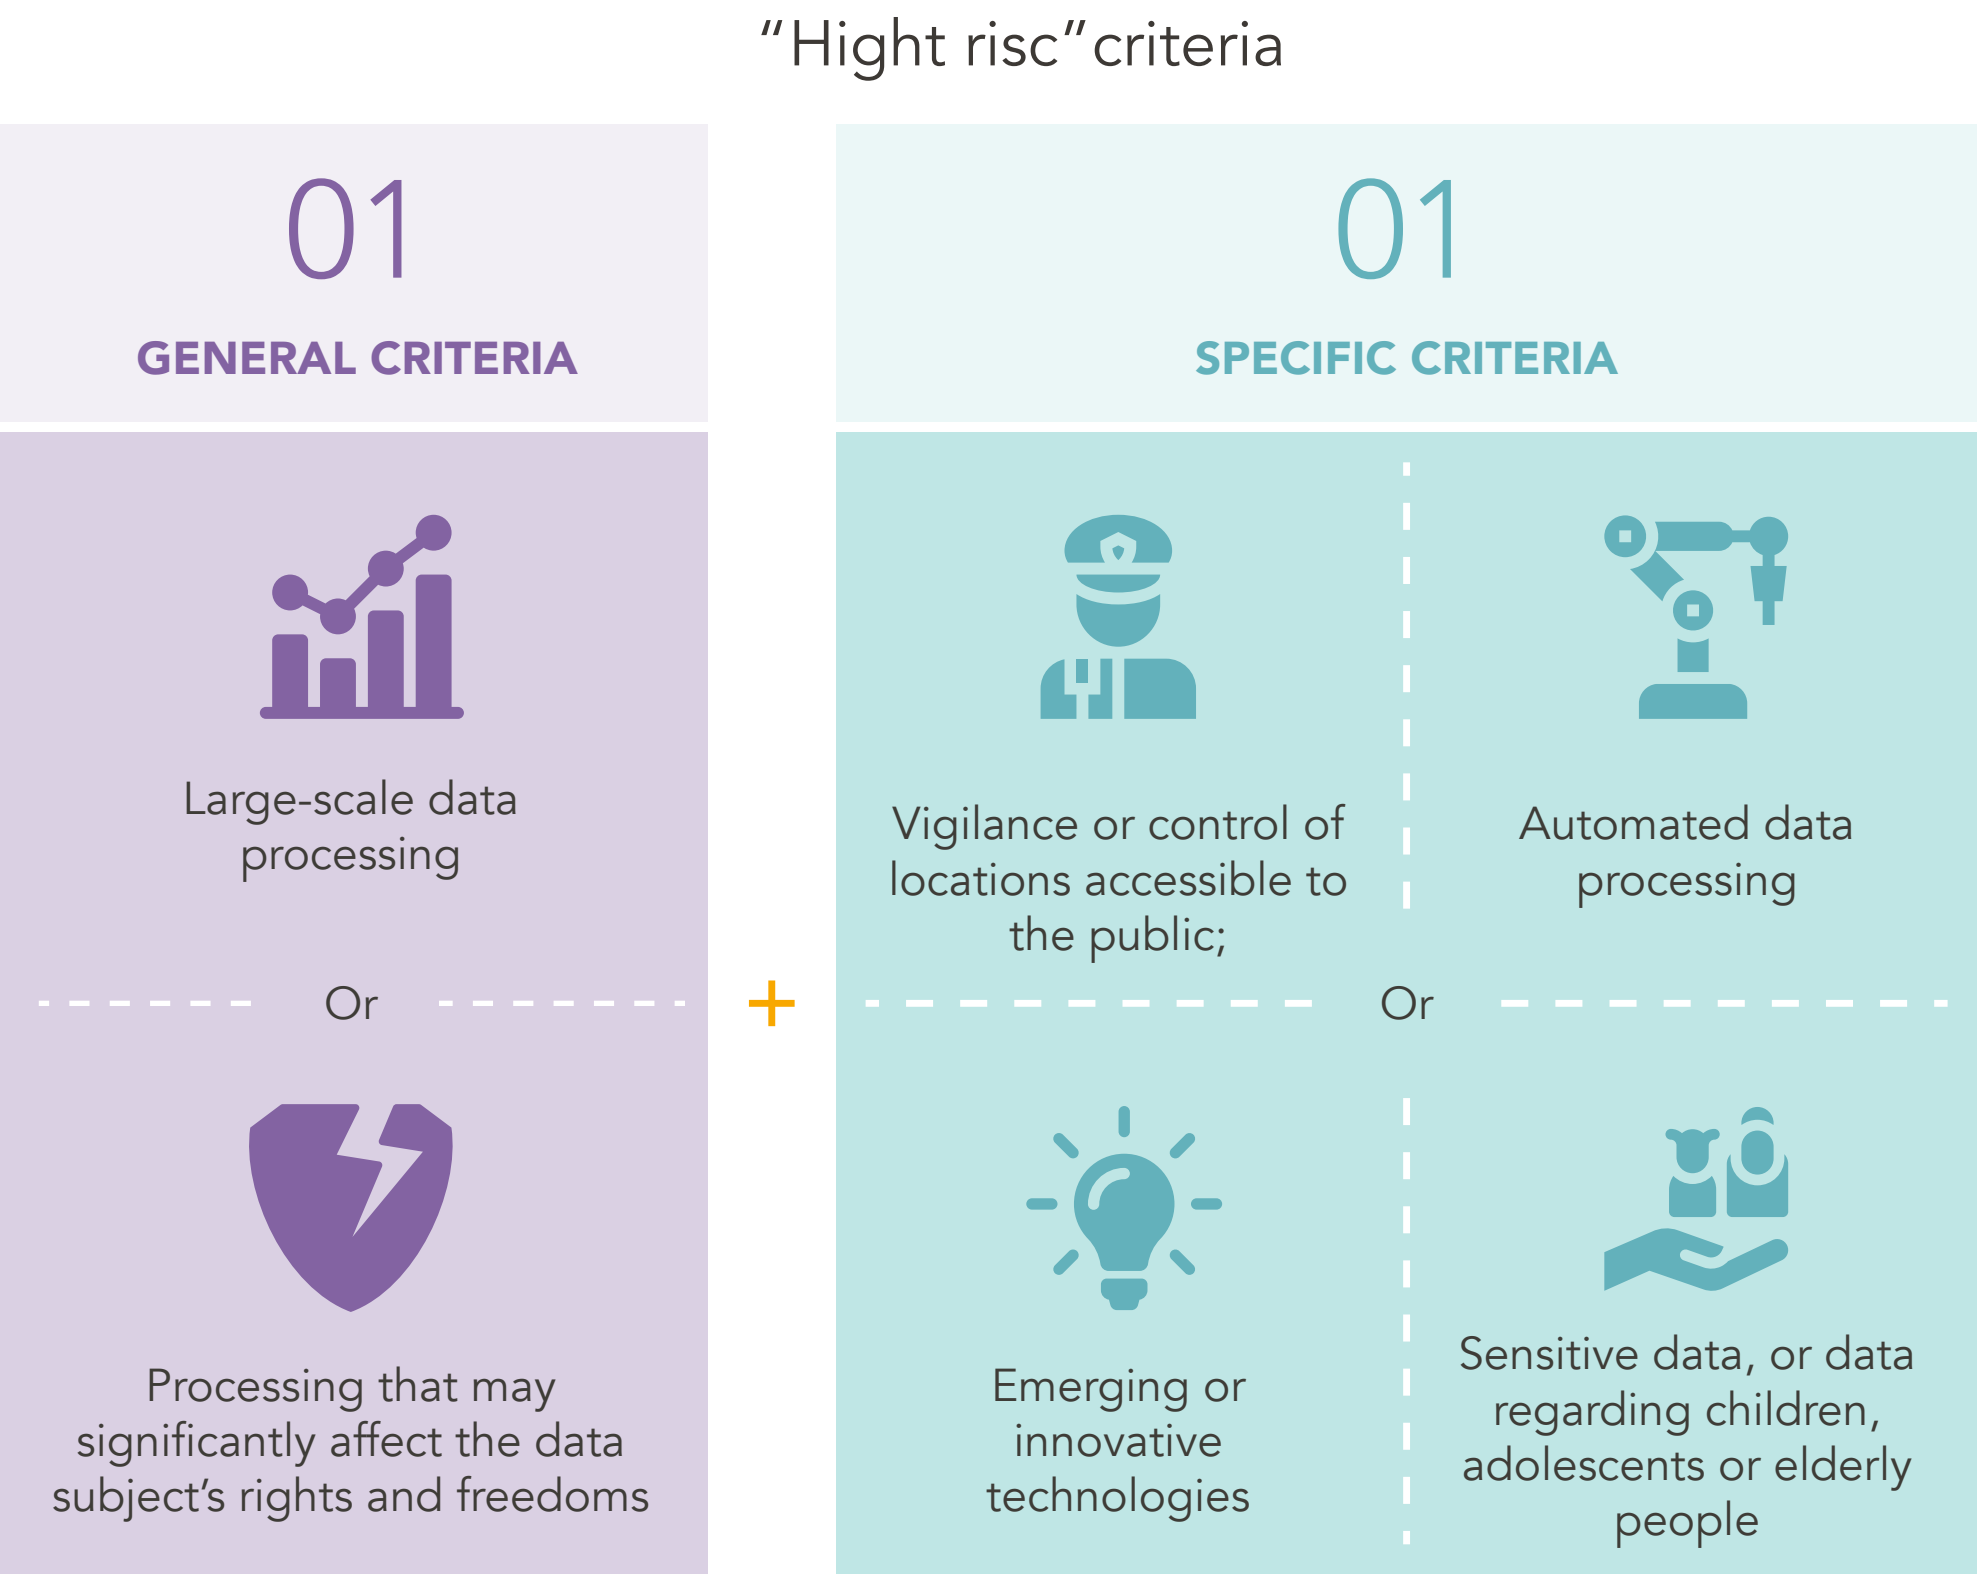 “Hight risc”criteria
01
GENERAL CRITERIA
Large-scale data
processing
Or
Processing that may
significantly affect the data
subject’s rights and freedoms
+
01
SPECIFIC CRITERIA
Vigilance or control of
locations accessible to
the public;
Automated data
processing
Or
Emerging or
innovative
technologies
Sensitive data, or data
regarding children,
adolescents or elderly
people